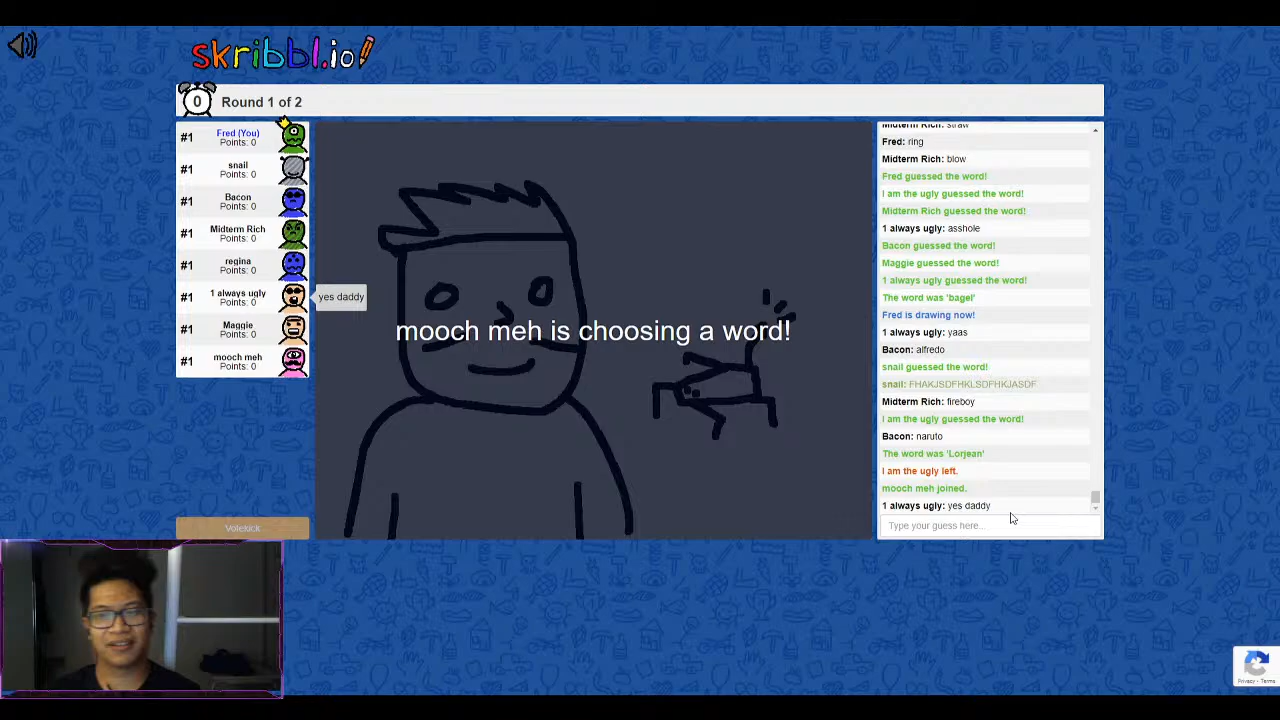 skribbl.io
0
Round 1 of 2
#1 Fred (You)
Points: 0
#1 snail
Points: 0
#1 Bacon
Points: 0
#1 Midterm Rich
Points: 0
#1 regina
Points: 0
#1 1 always ugly
Points: 0
#1 Maggie
Points: 0
#1 mooch meh
Points: 0
Votekick
yes daddy
mooch meh is choosing a word!
Midterm Rich: straw
Fred: ring
Midterm Rich: blow
Fred guessed the word!
I am the ugly guessed the word!
Midterm Rich guessed the word!
1 always ugly: asshole
Bacon guessed the word!
Maggie guessed the word!
1 always ugly guessed the word!
The word was 'bagel'
Fred is drawing now!
1 always ugly: yaas
Bacon: alfredo
snail guessed the word!
snail: FHAKJSDFHKLSDFHKJASDF
Midterm Rich: fireboy
I am the ugly guessed the word!
Bacon: naruto
The word was 'Lorjean'
I am the ugly left.
mooch meh joined.
1 always ugly: yes daddy
Type your guess here...
Privacy - Terms